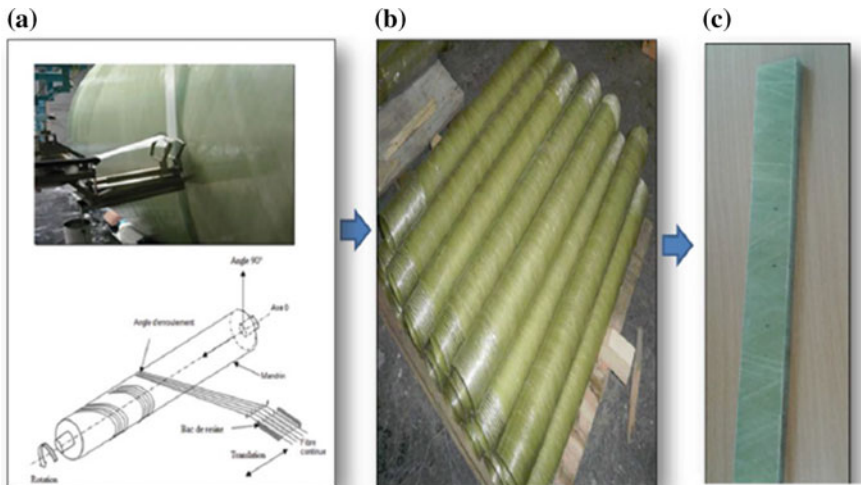 (a)
(b)
(c)
Angle 90°
Axe 0
Angle d'enroulement
Mandrin
Bac de resine
Fibre
continue
Translation
Rotation